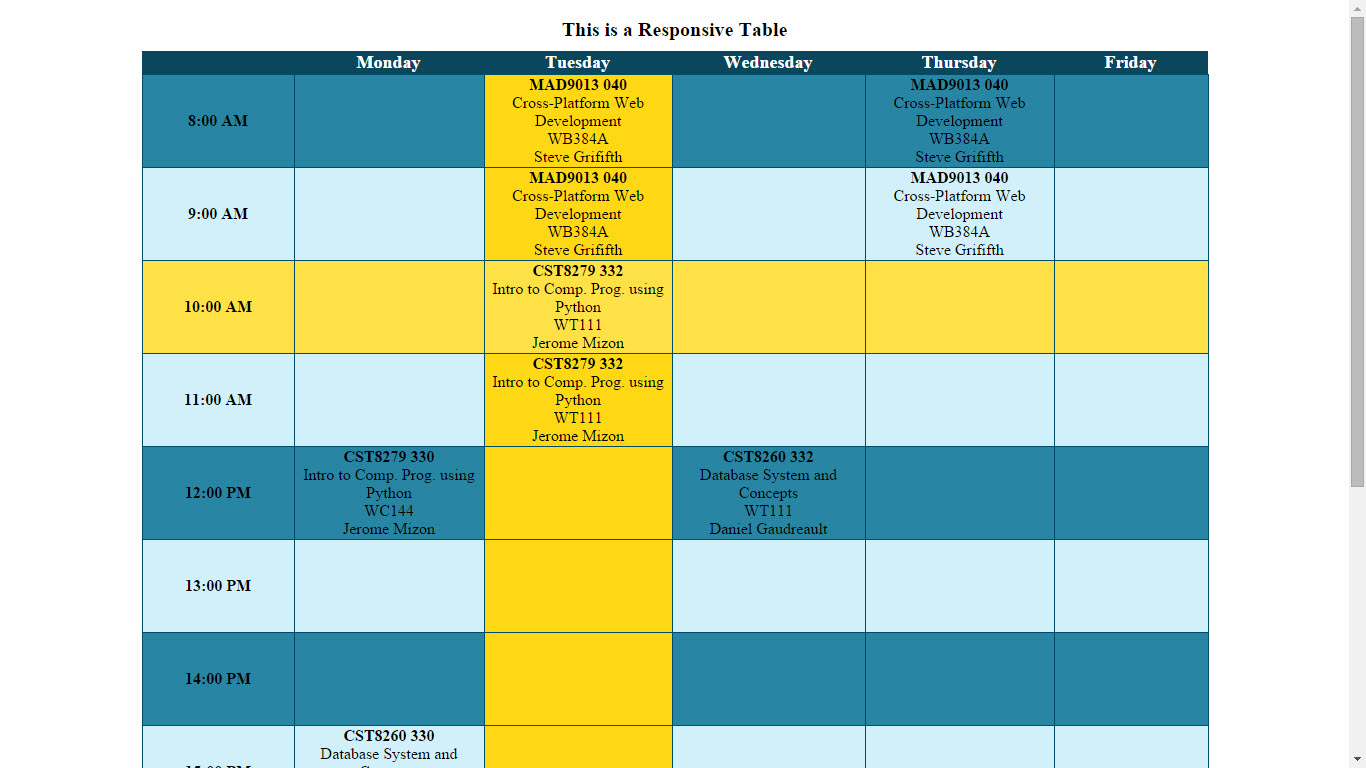 This is a Responsive Table
Monday Tuesday Wednesday Thursday Friday
8:00 AM
MAD9013 040
Cross-Platform Web
Development
WB384A
Steve Grififth
MAD9013 040
Cross-Platform Web
Development
WB384A
Steve Grififth
9:00 AM
MAD9013 040
Cross-Platform Web
Development
WB384A
Steve Grififth
MAD9013 040
Cross-Platform Web
Development
WB384A
Steve Grififth
10:00 AM
CST8279 332
Intro to Comp. Prog. using
Python
WT111
Jerome Mizon
11:00 AM
CST8279 332
Intro to Comp. Prog. using
Python
WT111
Jerome Mizon
12:00 PM
CST8279 330
Intro to Comp. Prog. using
Python
WC144
Jerome Mizon
CST8260 332
Database System and
Concepts
WT111
Daniel Gaudreault
13:00 PM
14:00 PM
CST8260 330
Database System and